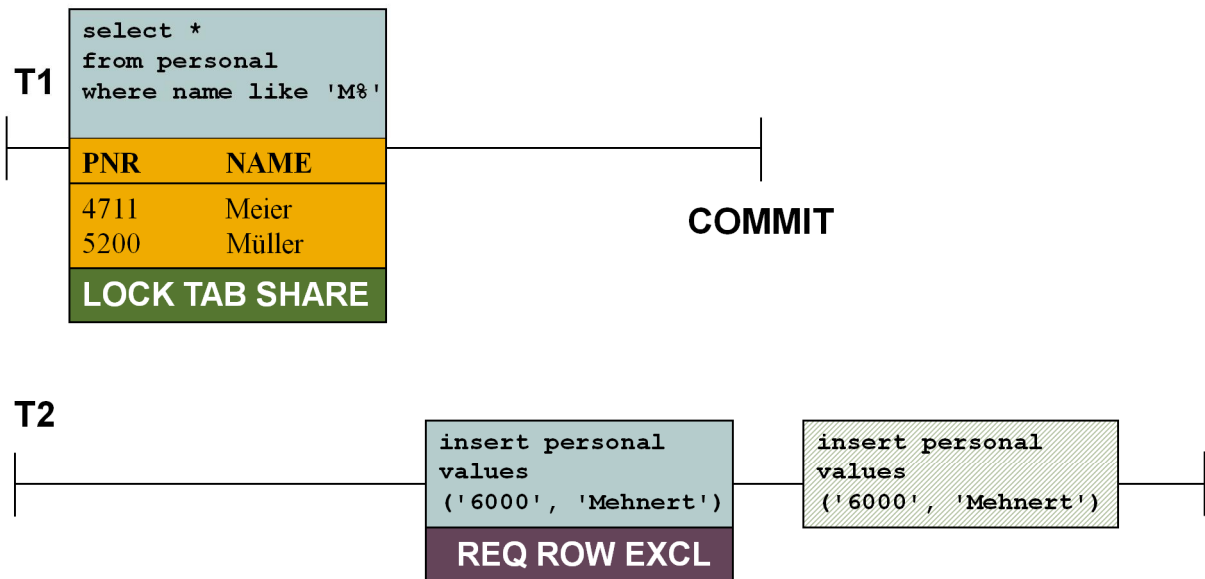 T1
select *
from personal
where name like 'M%'
PNR NAME
4711 Meier
5200 Müller
LOCK TAB SHARE
COMMIT
T2
insert personal
values
('6000', 'Mehnert')
REQ ROW EXCL
insert personal
values
('6000', 'Mehnert')